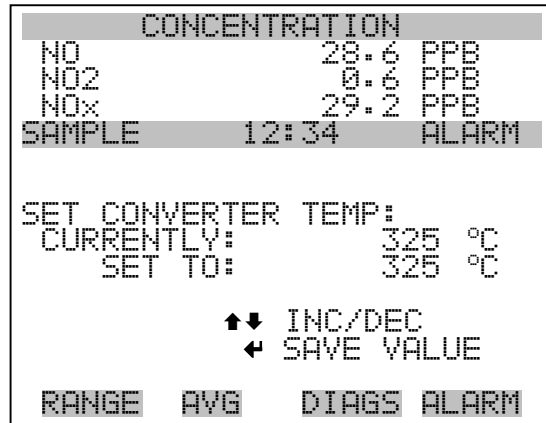 CONCENTRATION
NO 28.6 PPB
NO2 0.6 PPB
NOx 29.2 PPB
SAMPLE 12:34 ALARM
SET CONVERTER TEMP:
CURRENTLY: 325 °C
SET TO: 325 °C
INC/DEC
SAVE VALUE
RANGE AVG DIAGS ALARM